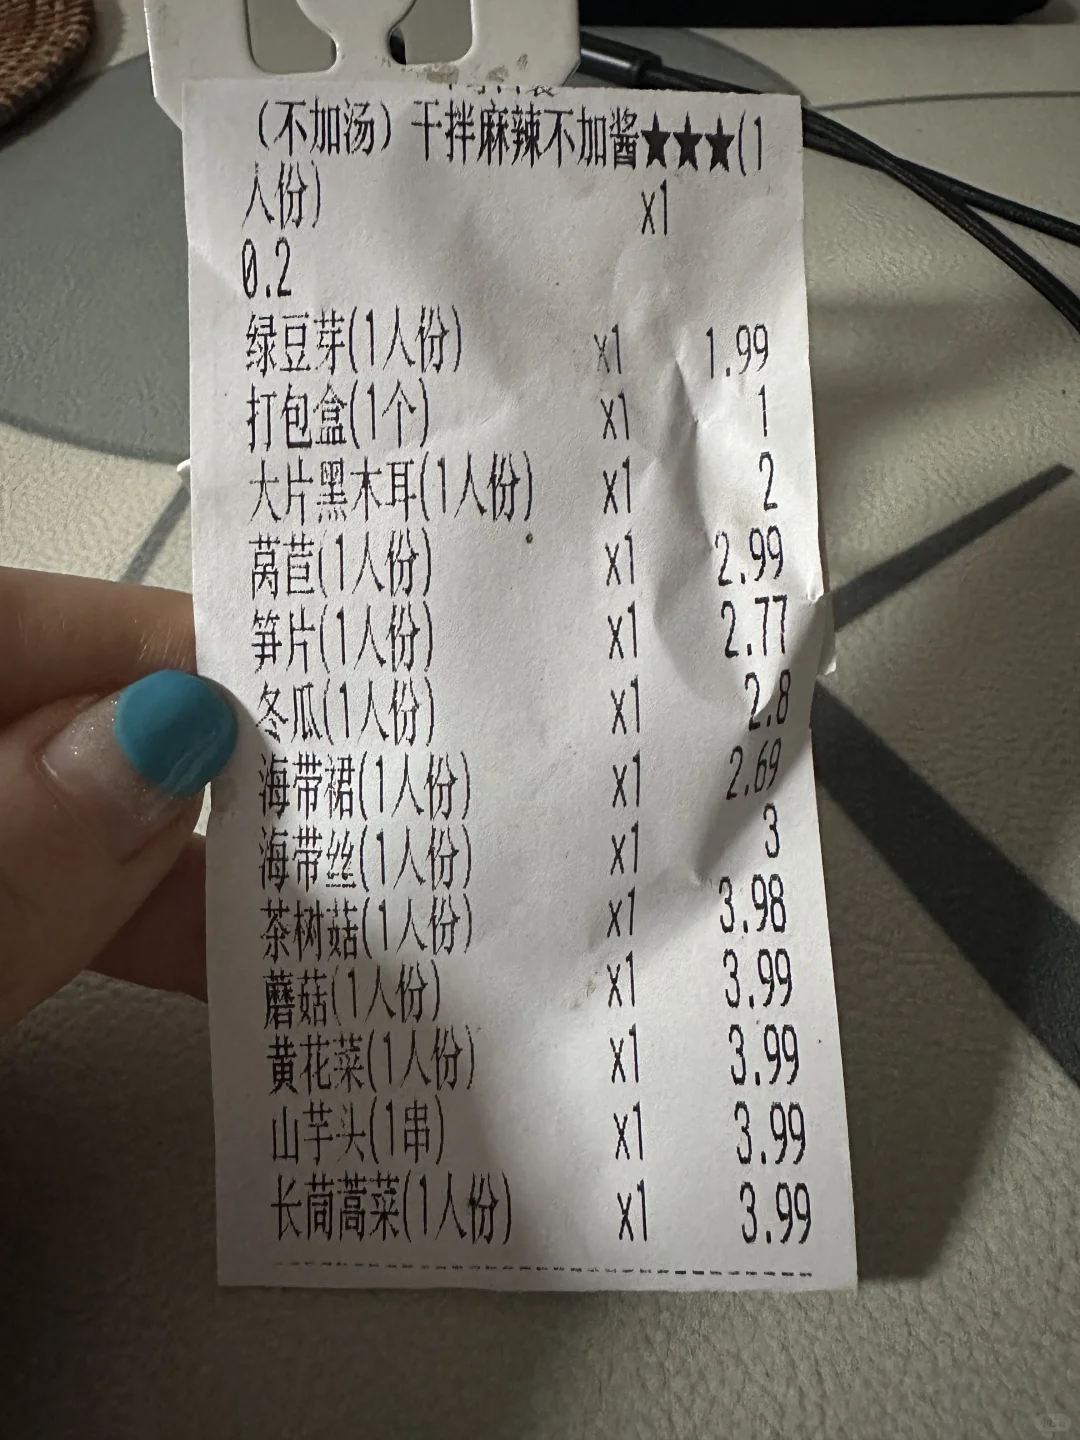 (不加汤)干拌麻辣不加酱★★★(1
人份) x1
0.2
绿豆芽(1人份) x1 1.99
打包盒(1个) x1 1
大片黑木耳(1人份) x1 2
莴苣(1人份) x1 2.99
笋片(1人份) x1 2.77
冬瓜(1人份) x1 2.8
海带裙(1人份) x1 2.69
海带丝(1人份) x1 3
茶树菇(1人份) x1 3.98
蘑菇(1人份) x1 3.99
黄花菜(1人份) x1 3.99
山芋头(1串) x1 3.99
长茼蒿菜(1人份) x1 3.99